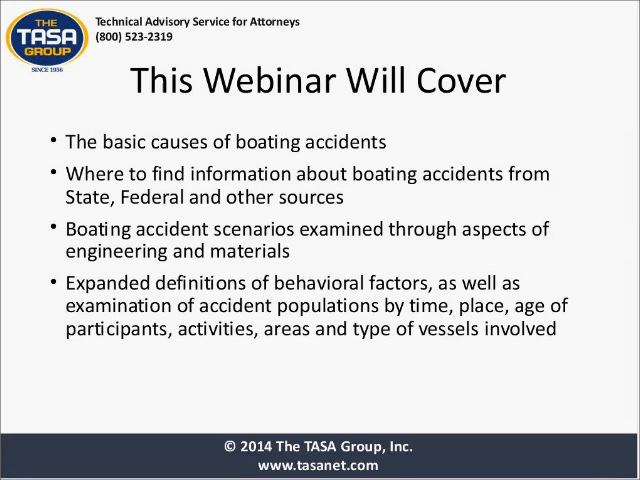 THE
TASA
GROUP
SINCE 1956
Technical Advisory Service for Attorneys
(800) 523-2319
This Webinar Will Cover
• The basic causes of boating accidents
• Where to find information about boating accidents from
State, Federal and other sources
• Boating accident scenarios examined through aspects of
engineering and materials
• Expanded definitions of behavioral factors, as well as
examination of accident populations by time, place, age of
participants, activities, areas and type of vessels involved
© 2014 The TASA Group, Inc.
www.tasanet.com